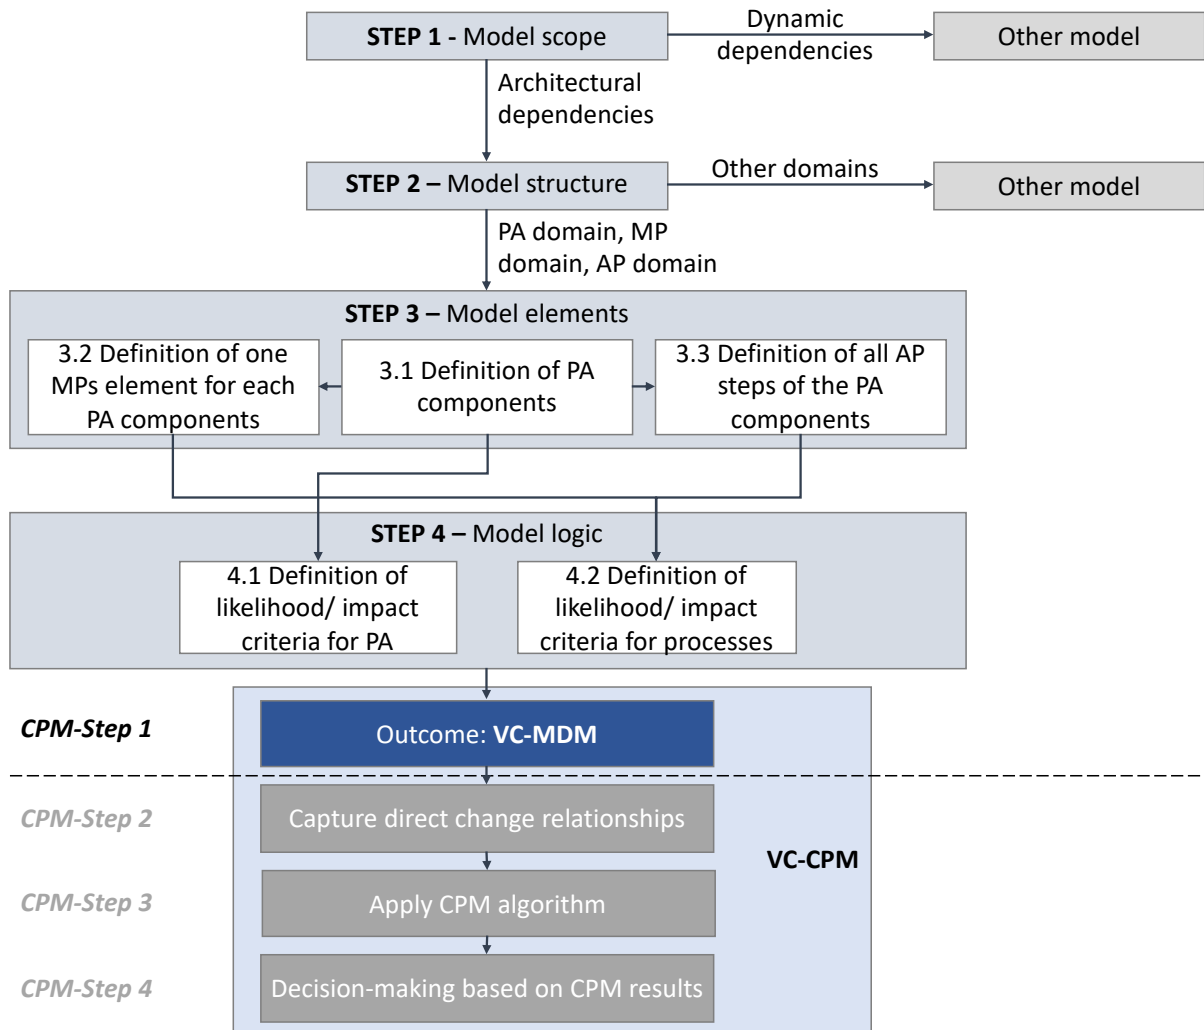 STEP 1 - Model scope
Dynamic
dependencies
Other model
Architectural
dependencies
STEP 2 – Model structure
Other domains
Other model
PA domain, MP
domain, AP domain
STEP 3 – Model elements
3.2 Definition of one
MPs element for each
PA components
3.1 Definition of PA
components
3.3 Definition of all AP
steps of the PA
components
STEP 4 – Model logic
4.1 Definition of
likelihood/ impact
criteria for PA
4.2 Definition of
likelihood/ impact
criteria for processes
CPM-Step 1
Outcome: VC-MDM
CPM-Step 2
Capture direct change relationships
VC-CPM
CPM-Step 3
Apply CPM algorithm
CPM-Step 4
Decision-making based on CPM results